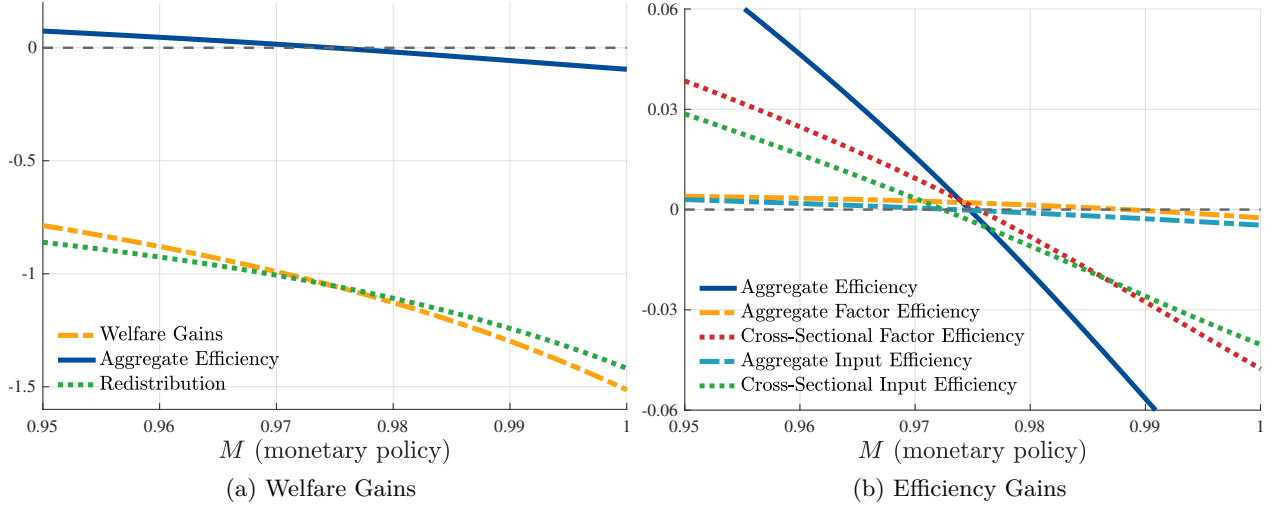 0
-0.5
-1
-1.5
Welfare Gains
Aggregate Efficiency
Redistribution
0.95 0.96 0.97 0.98 0.99 1
M (monetary policy)
(a) Welfare Gains
0.06
0.03
0
-0.03
-0.06
Aggregate Efficiency
Aggregate Factor Efficiency
Cross-Sectional Factor Efficiency
Aggregate Input Efficiency
Cross-Sectional Input Efficiency
0.95 0.96 0.97 0.98 0.99 1
M (monetary policy)
(b) Efficiency Gains